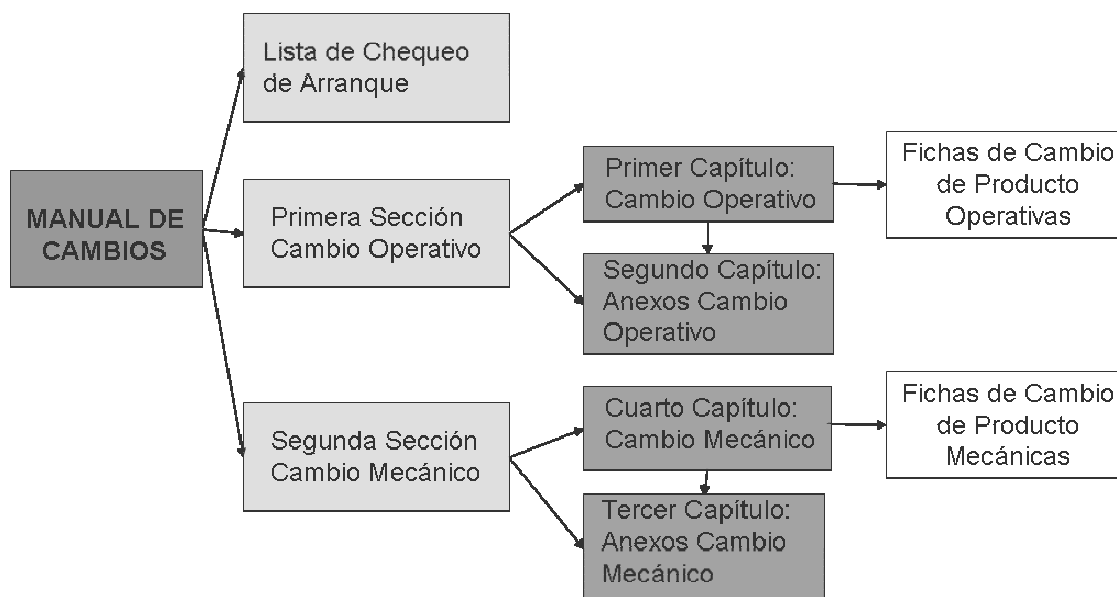 MANUAL DE
CAMBIOS
Lista de Chequeo
de Arranque
Primera Sección
Cambio Operativo
Primer Capítulo:
Cambio Operativo
Fichas de Cambio
de Producto
Operativas
Segundo Capítulo:
Anexos Cambio
Operativo
Segunda Sección
Cambio Mecánico
Cuarto Capítulo:
Cambio Mecánico
Fichas de Cambio
de Producto
Mecánicas
Tercer Capítulo:
Anexos Cambio
Mecánico